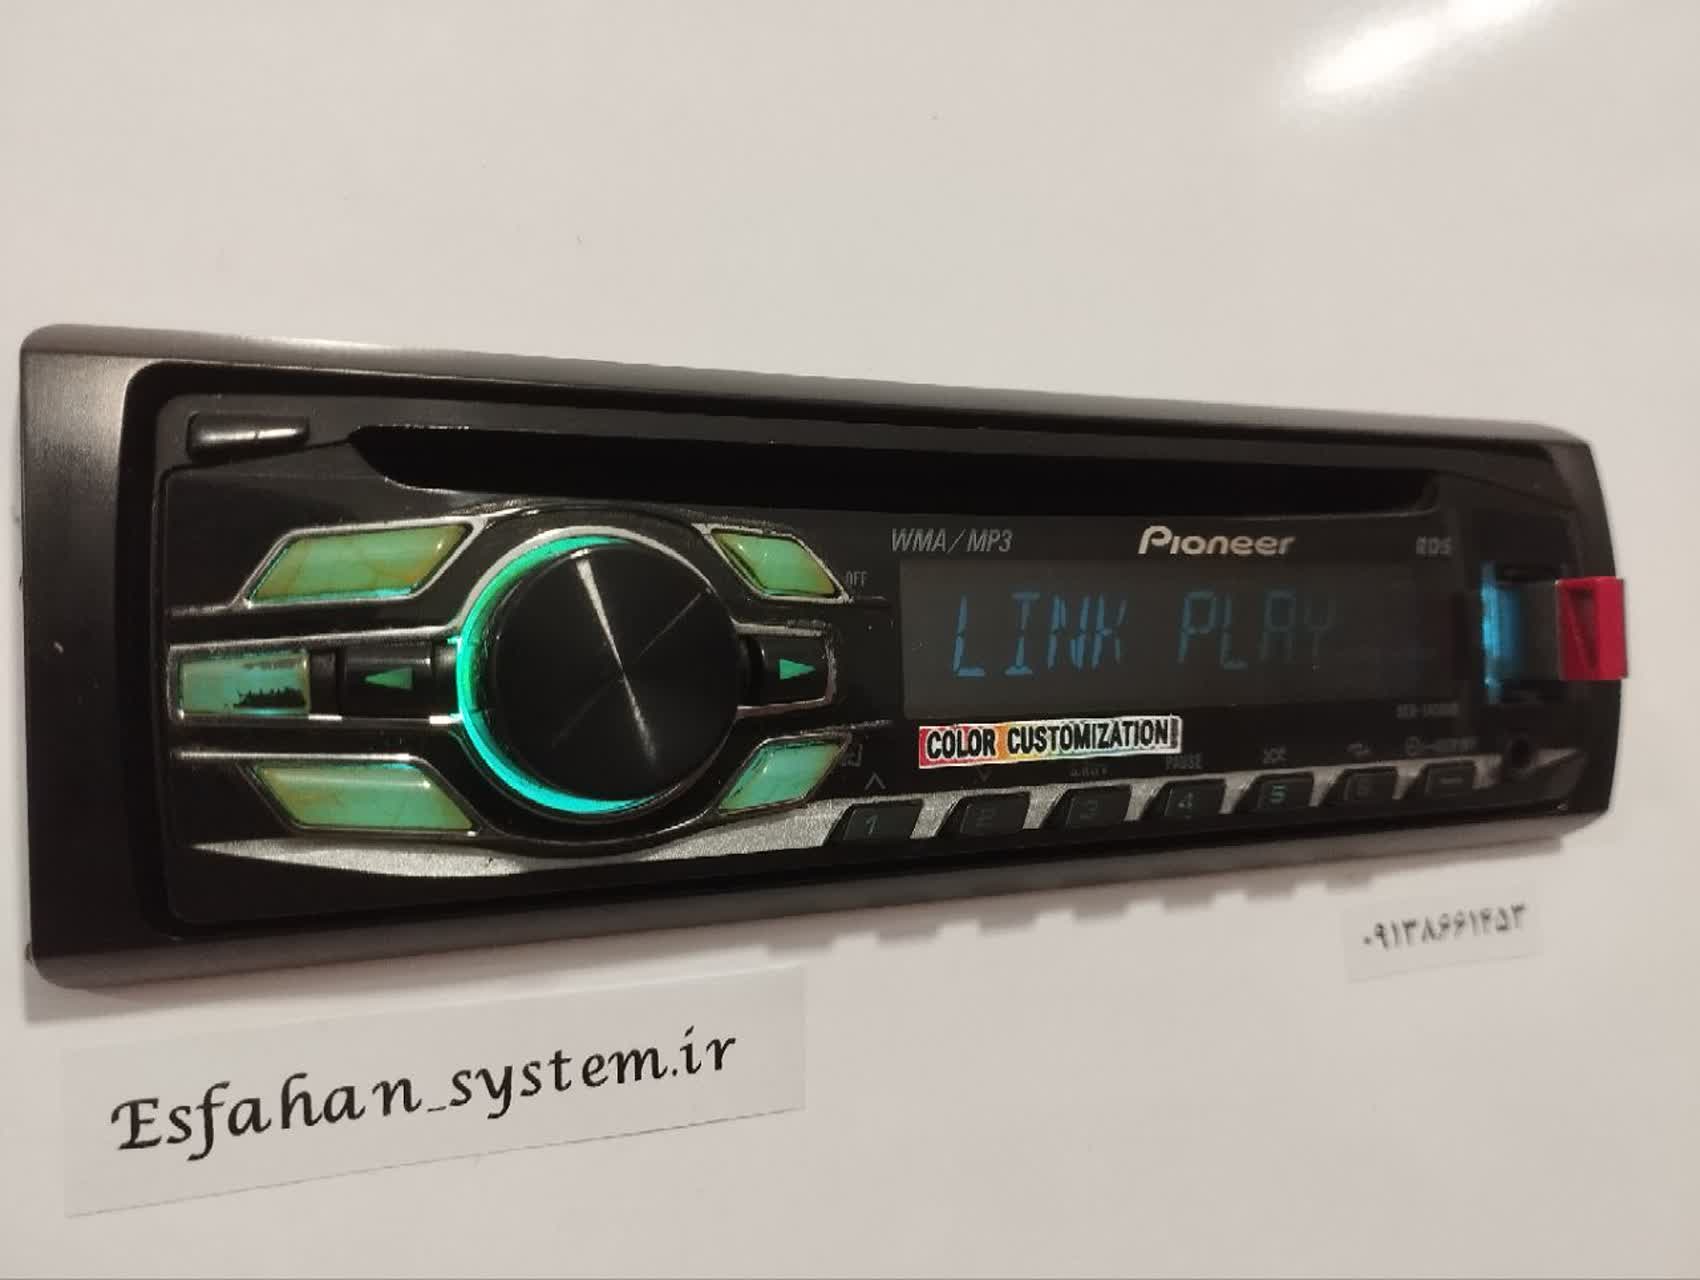 OFF
WMA/MP3
Pioneer
RDS
LINK PLAY
COLOR CUSTOMIZATION
PAUSE
1 2 3 4 5 6
۰۹۱۳۸۶۶۱۴۵۳
Esfahan_system.ir